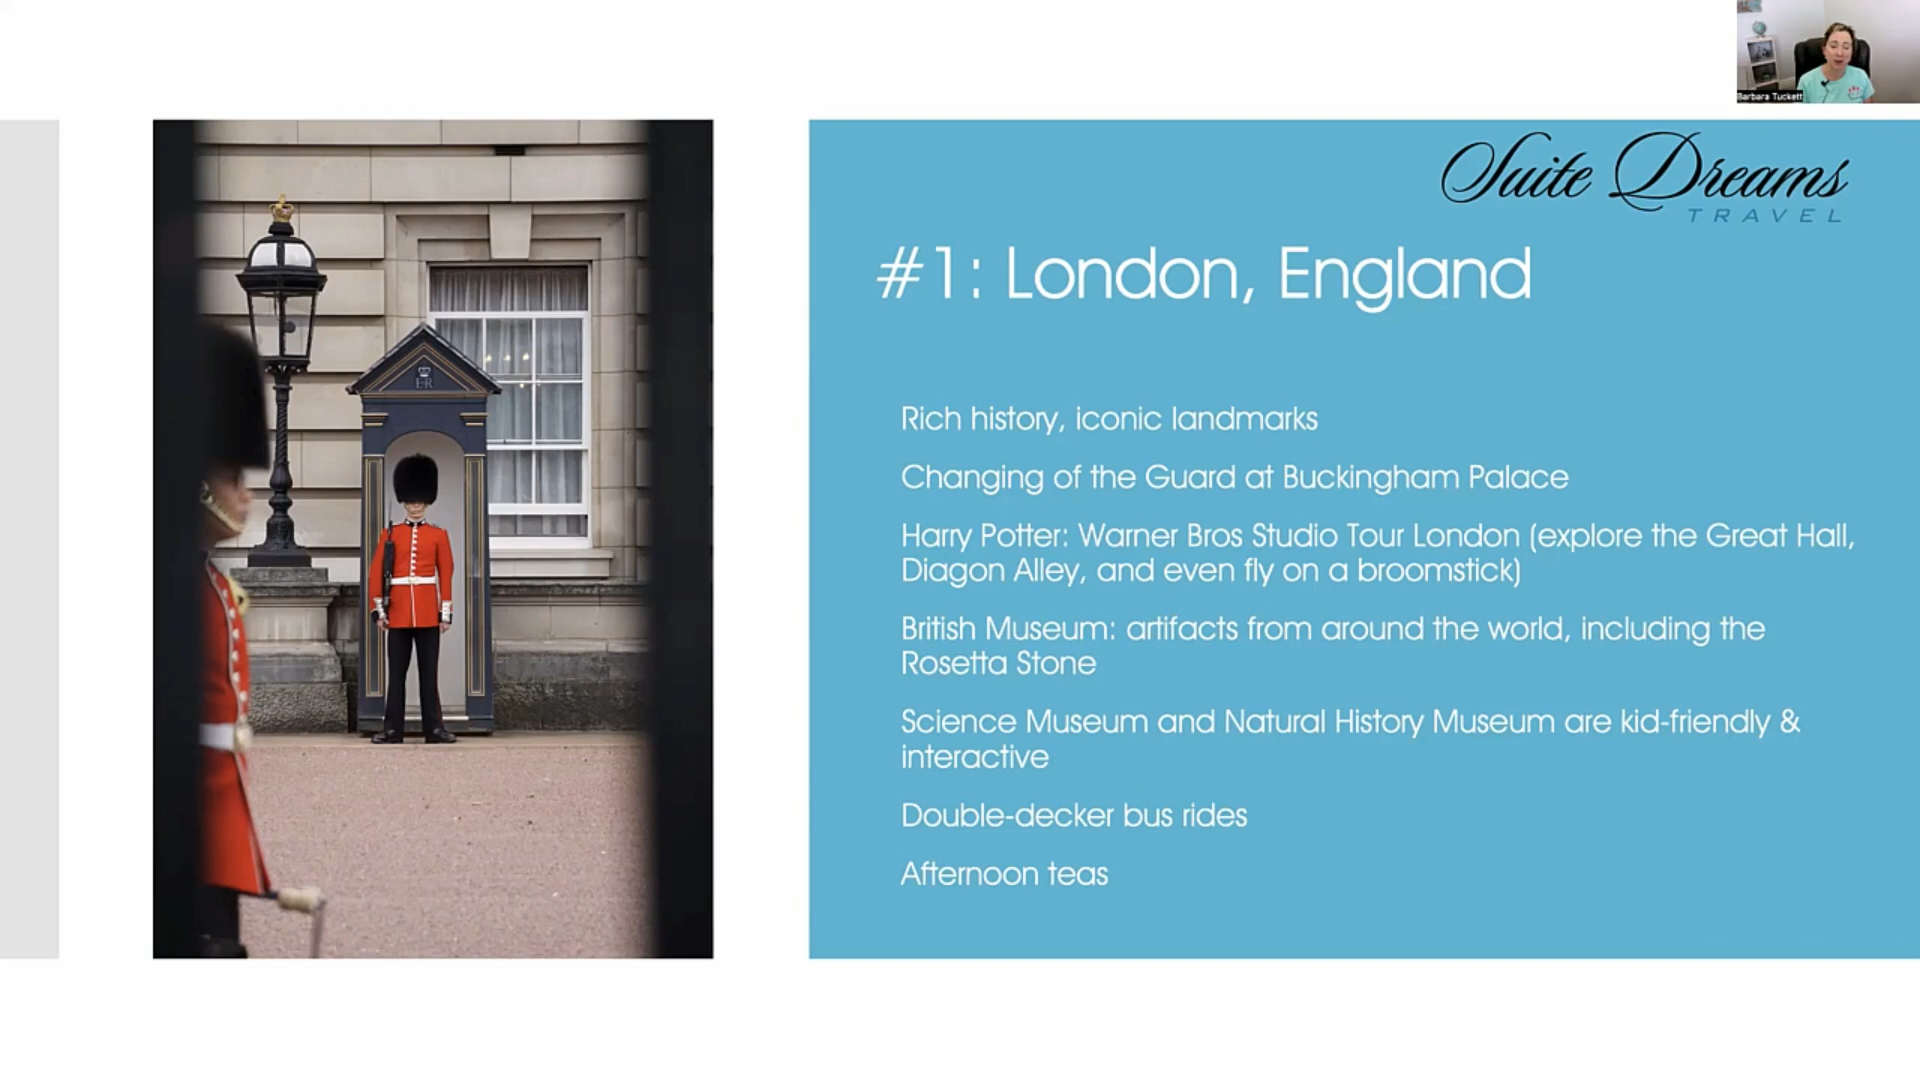 Barbara Tuckett
Suite Dreams
TRAVEL
#1: London, England
Rich history, iconic landmarks
Changing of the Guard at Buckingham Palace
Harry Potter: Warner Bros Studio Tour London (explore the Great Hall,
Diagon Alley, and even fly on a broomstick)
British Museum: artifacts from around the world, including the
Rosetta Stone
Science Museum and Natural History Museum are kid-friendly &
interactive
Double-decker bus rides
Afternoon teas
ER